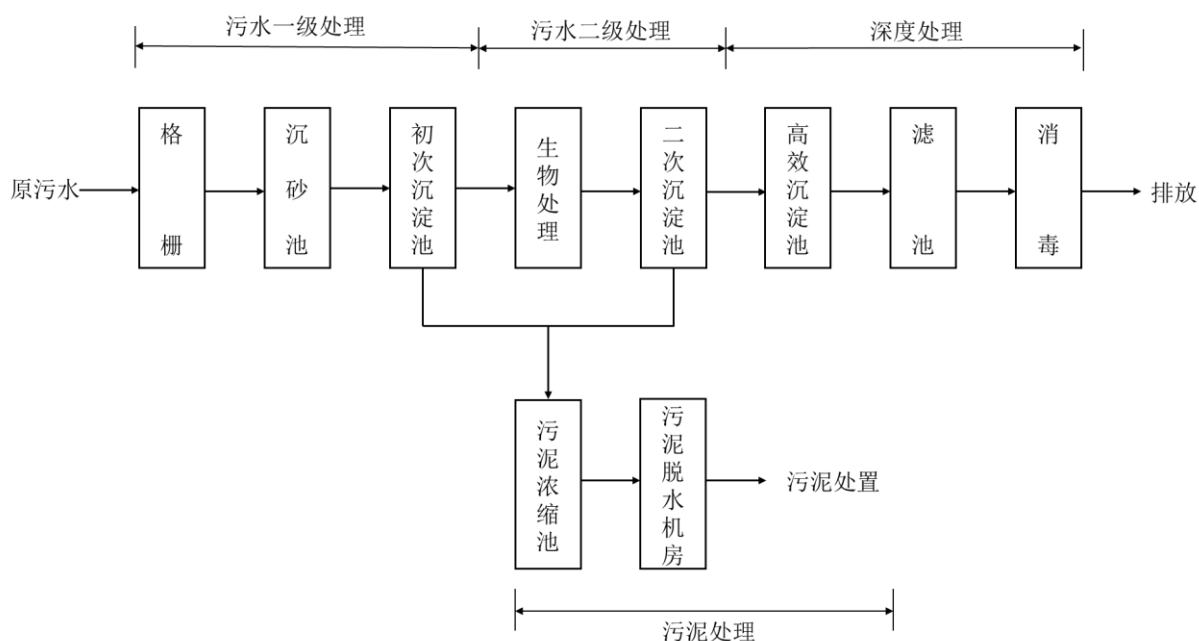 污水一级处理
污水二级处理
深度处理
原污水
格栅
沉砂池
初次沉淀池
生物处理
二次沉淀池
高效沉淀池
滤池
消毒
排放
污泥浓缩池
污泥脱水机房
污泥处置
污泥处理